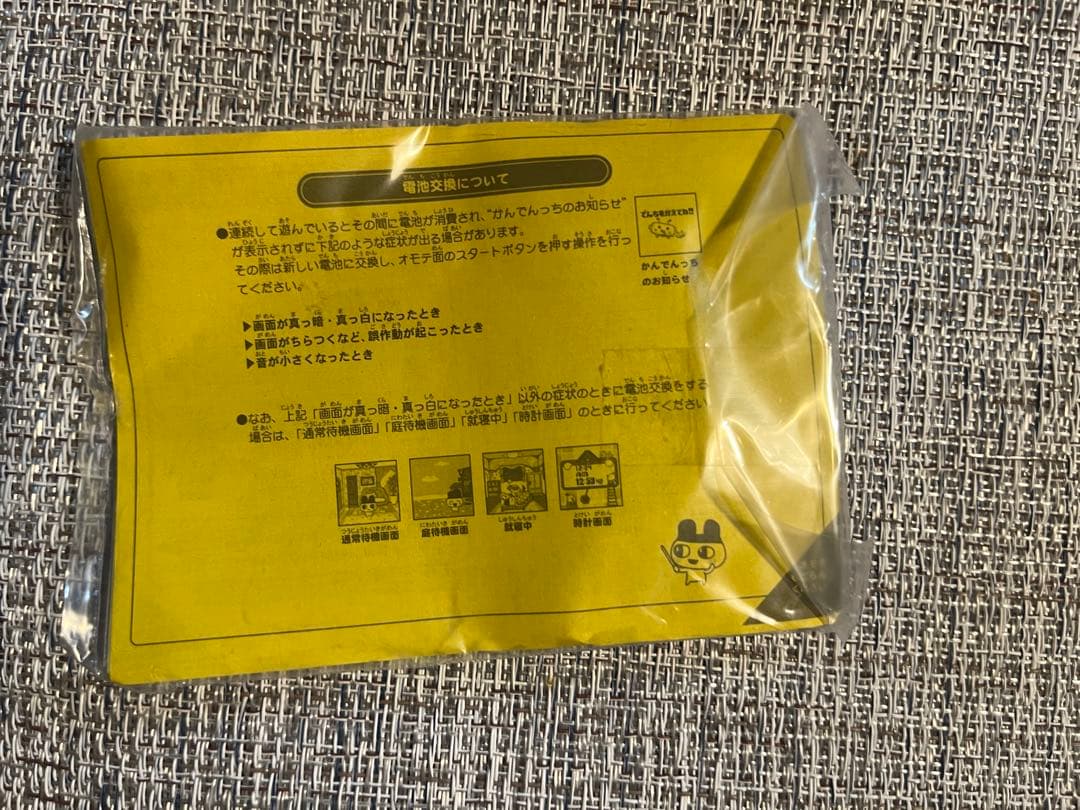 電池交換について
●連続して遊んでいるとその間に電池が消費され、"かんでんっちのお知らせ"
が表示されずに下記のような症状が出る場合があります。
その際は新しい電池に交換し、オモテ面のスタートボタンを押す操作を行っ
てください。
でんちをかえてね!!
かんでんっち
のお知らせ
▶画面が真っ暗・真っ白になったとき
▶画面がちらつくなど、誤作動が起こったとき
▶音が小さくなったとき
●なお、上記「画面が真っ暗・真っ白になったとき」以外の症状のときに電池交換をする
場合は、「通常待機画面」「庭待機画面」「就寝中」「時計画面」のときに行ってください
通常待機画面
庭待機画面
就寝中
時計画面